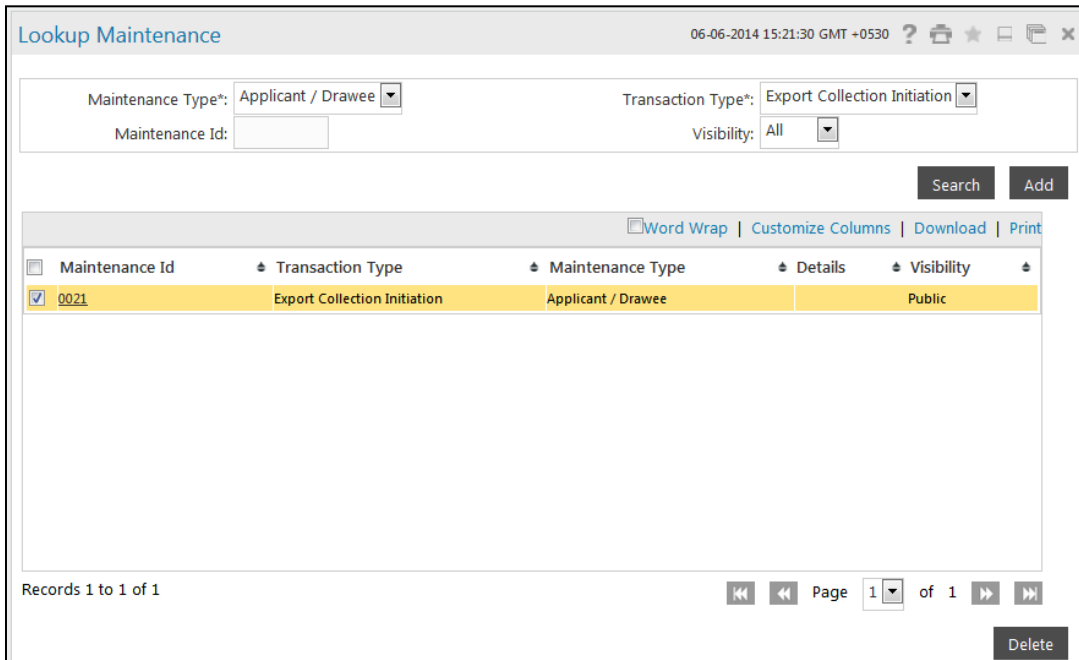 Lookup Maintenance 06-06-2014 15:21:30 GMT +0530 ?
Maintenance Type*: Applicant / Drawee Transaction Type*: Export Collection Initiation
Maintenance Id: Visibility: All
Search Add
Word Wrap | Customize Columns | Download | Print
Maintenance Id Transaction Type Maintenance Type Details Visibility
0021 Export Collection Initiation Applicant / Drawee Public
Records 1 to 1 of 1 Page 1 of 1
Delete